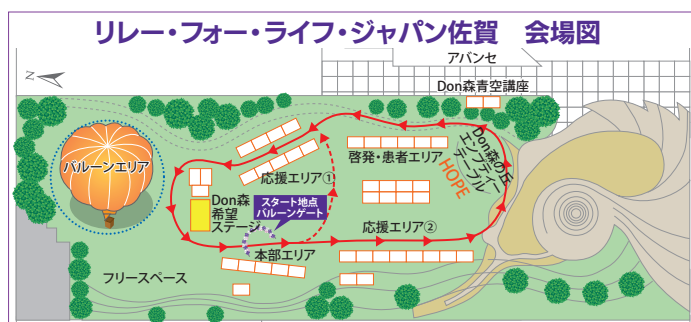 リレー・フォー・ライフ・ジャパン佐賀　会場図
アバンセ
Don森青空講座
N
バルーンエリア
啓発・患者エリア
Don森の丘
エンプティー
テーブル
HOPE
応援エリア①
Don森
希望
ステージ
スタート地点
バルーンゲート
応援エリア②
本部エリア
フリースペース